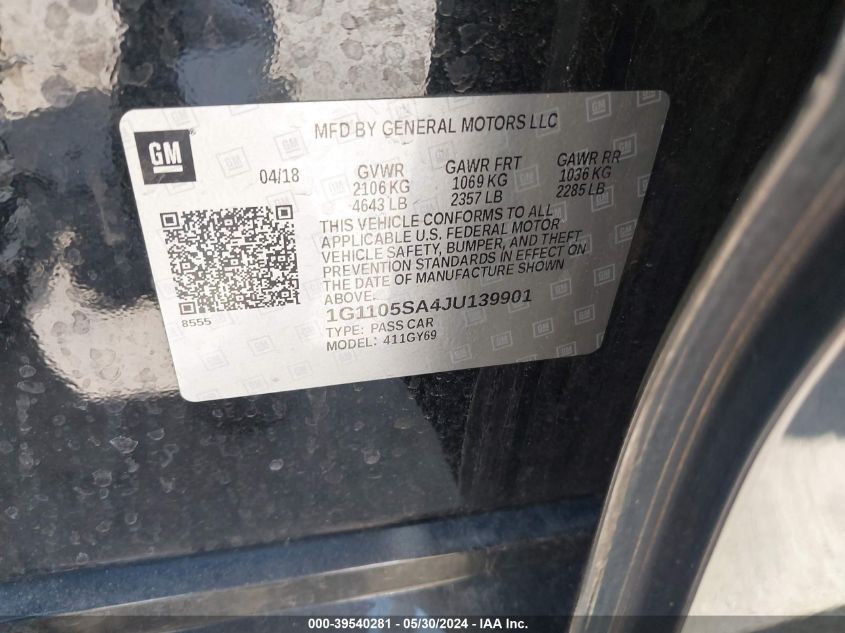 GM
MFD BY GENERAL MOTORS LLC
04/18 GVWR GAWR FRT GAWR RR
2106 KG 1069 KG 1036 KG
4643 LB 2357 LB 2285 LB
THIS VEHICLE CONFORMS TO ALL
APPLICABLE U.S. FEDERAL MOTOR
VEHICLE SAFETY, BUMPER, AND THEFT
PREVENTION STANDARDS IN EFFECT ON
THE DATE OF MANUFACTURE SHOWN
ABOVE.
8555
1G1105SA4JU139901
TYPE: PASS CAR
MODEL: 411GY69
000-39540281 - 05/30/2024 - IAA Inc.